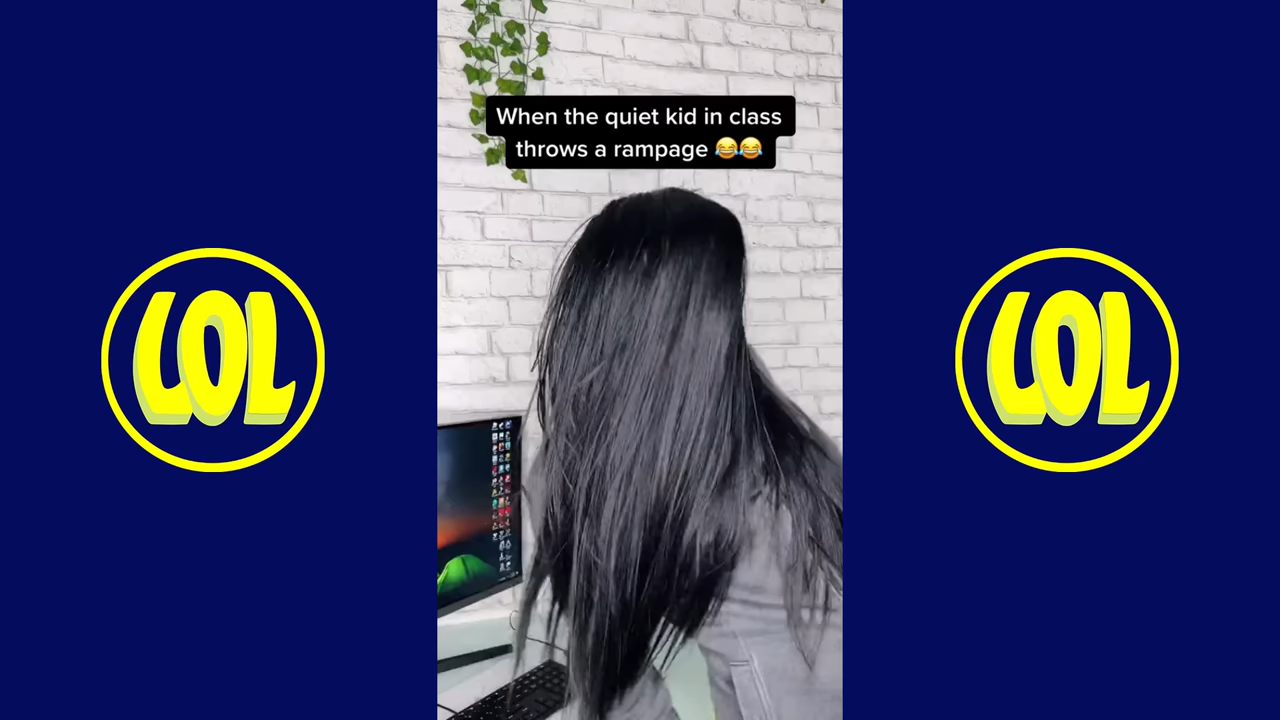 When the quiet kid in class
throws a rampage 😂😂
LOL
LOL